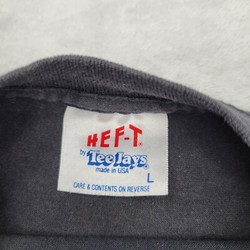 HEF-T®
by TeeJays®
made in USA
L
CARE & CONTENTS ON REVERSE